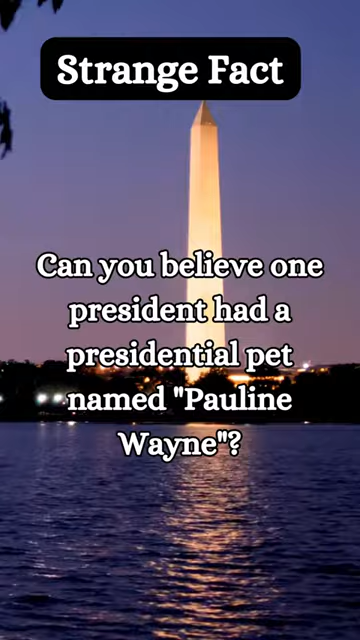 Strange Fact
Can you believe one
president had a
presidential pet
named "Pauline
Wayne"?